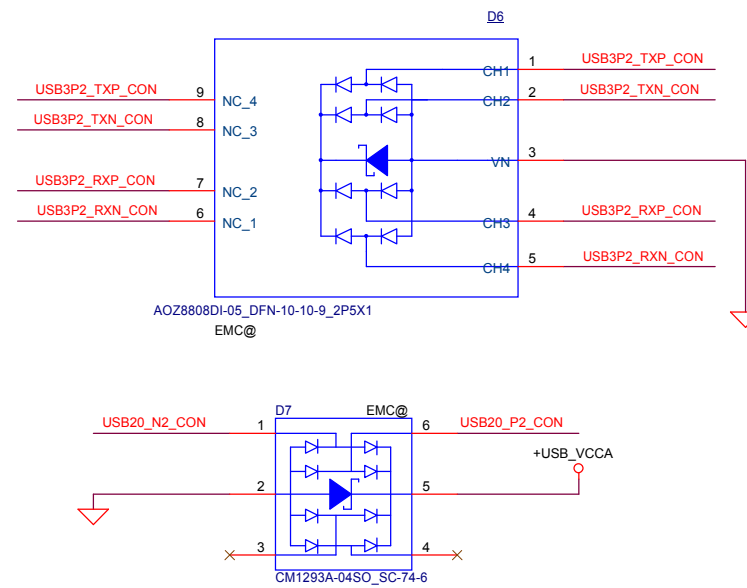 D6
USB3P2_TXP_CON 9 NC_4 CH1 1 USB3P2_TXP_CON
USB3P2_TXN_CON 8 NC_3 CH2 2 USB3P2_TXN_CON
VN 3
USB3P2_RXP_CON 7 NC_2 CH3 4 USB3P2_RXP_CON
USB3P2_RXN_CON 6 NC_1 CH4 5 USB3P2_RXN_CON
AOZ8808DI-05_DFN-10-10-9_2P5X1
EMC@
D7 EMC@
USB20_N2_CON 1 6 USB20_P2_CON
+USB_VCCA
2 5
3 4
CM1293A-04SO_SC-74-6